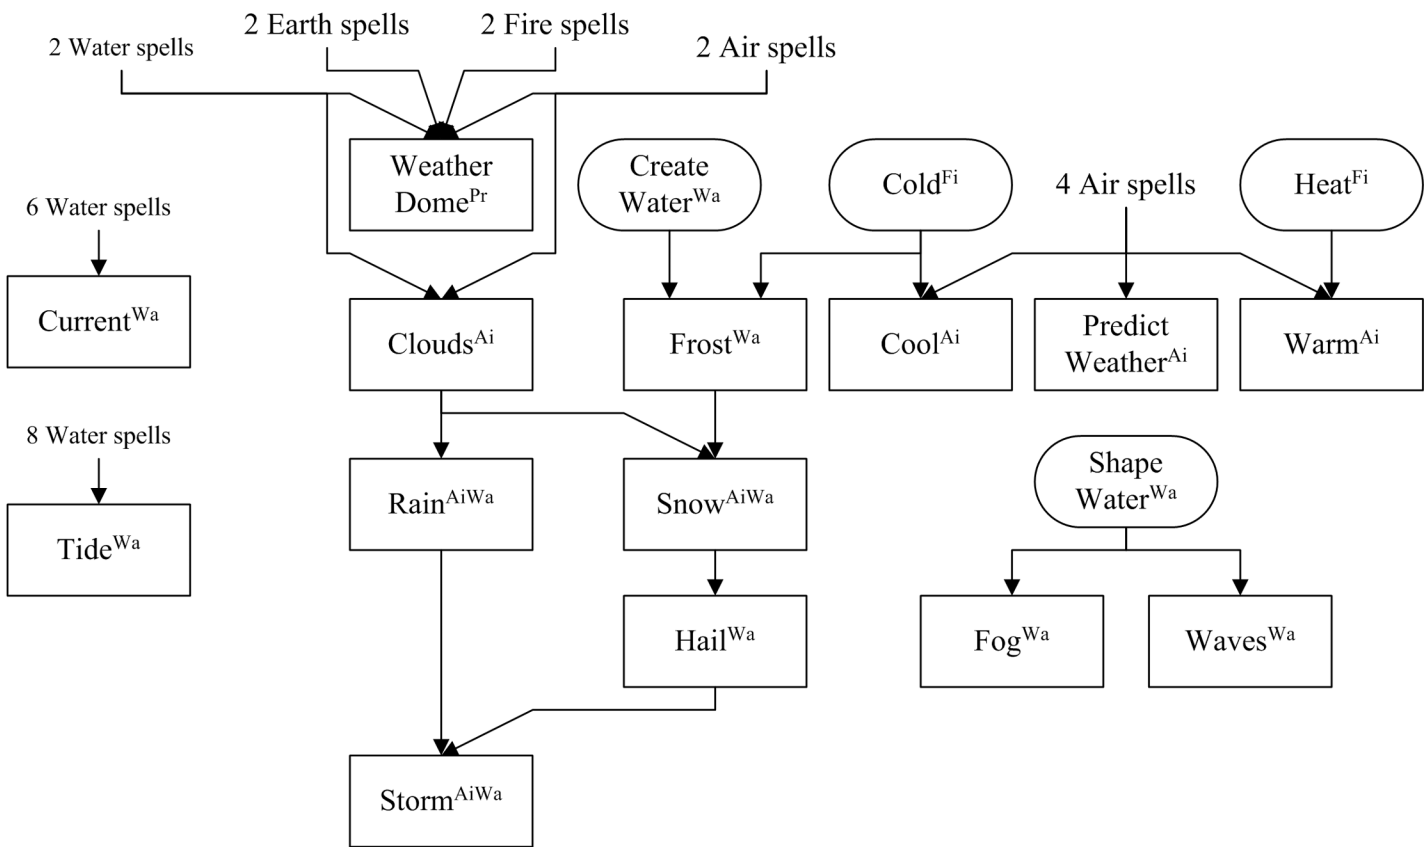 2 Water spells
2 Earth spells
2 Fire spells
2 Air spells
Weather
Dome^Pr
Create
Water^Wa
Cold^Fi
4 Air spells
Heat^Fi
6 Water spells
Current^Wa
Clouds^Ai
Frost^Wa
Cool^Ai
Predict
Weather^Ai
Warm^Ai
8 Water spells
Tide^Wa
Rain^AiWa
Snow^AiWa
Shape
Water^Wa
Hail^Wa
Fog^Wa
Waves^Wa
Storm^AiWa